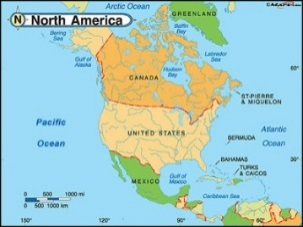 N North America
Arctic Ocean
GREENLAND
Bering
Sea
Baffin
Bay
Gulf of
Alaska
Labrador
Sea
Hudson
Bay
CANADA
60°
ST-PIERRE
& MIQUELON
Pacific
Ocean
UNITED STATES
BERMUDA
Atlantic
Ocean
30°
BAHAMAS
TURKS
& CAICOS
MEXICO
Gulf of
Mexico
Caribbean Sea
0 500 1000 mi
0 500 1000 km
150°
120°
90°
60°